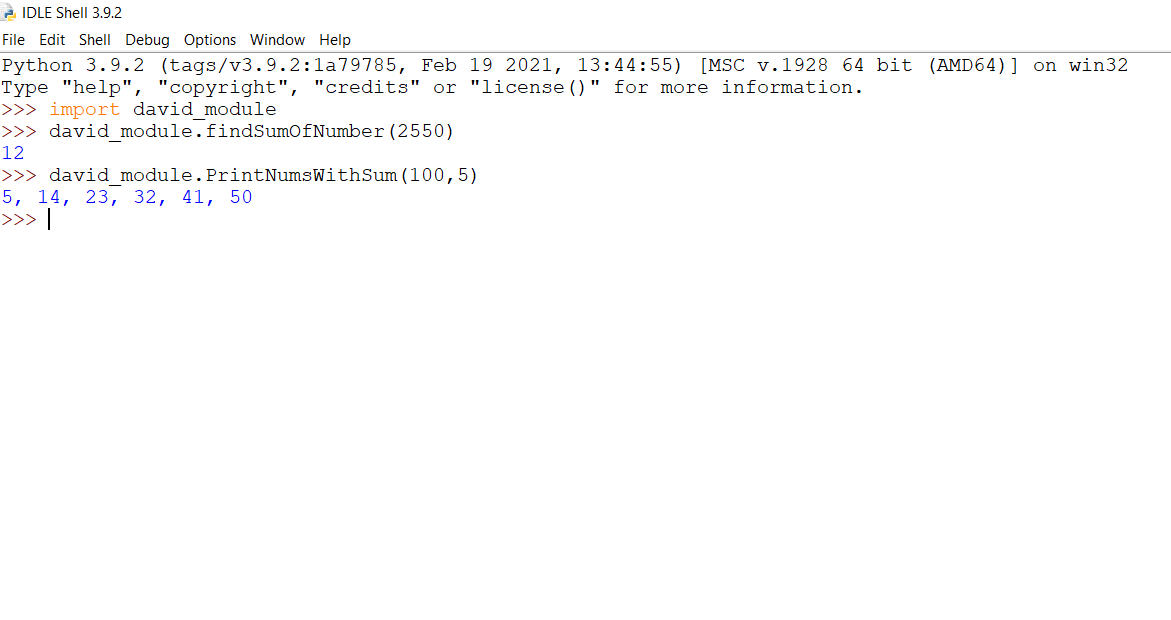 IDLE Shell 3.9.2
File Edit Shell Debug Options Window Help
Python 3.9.2 (tags/v3.9.2:1a79785, Feb 19 2021, 13:44:55) [MSC v.1928 64 bit (AMD64)] on win32
Type "help", "copyright", "credits" or "license()" for more information.
>>> import david_module
>>> david_module.findSumOfNumber(2550)
12
>>> david_module.PrintNumsWithSum(100,5)
5, 14, 23, 32, 41, 50
>>>